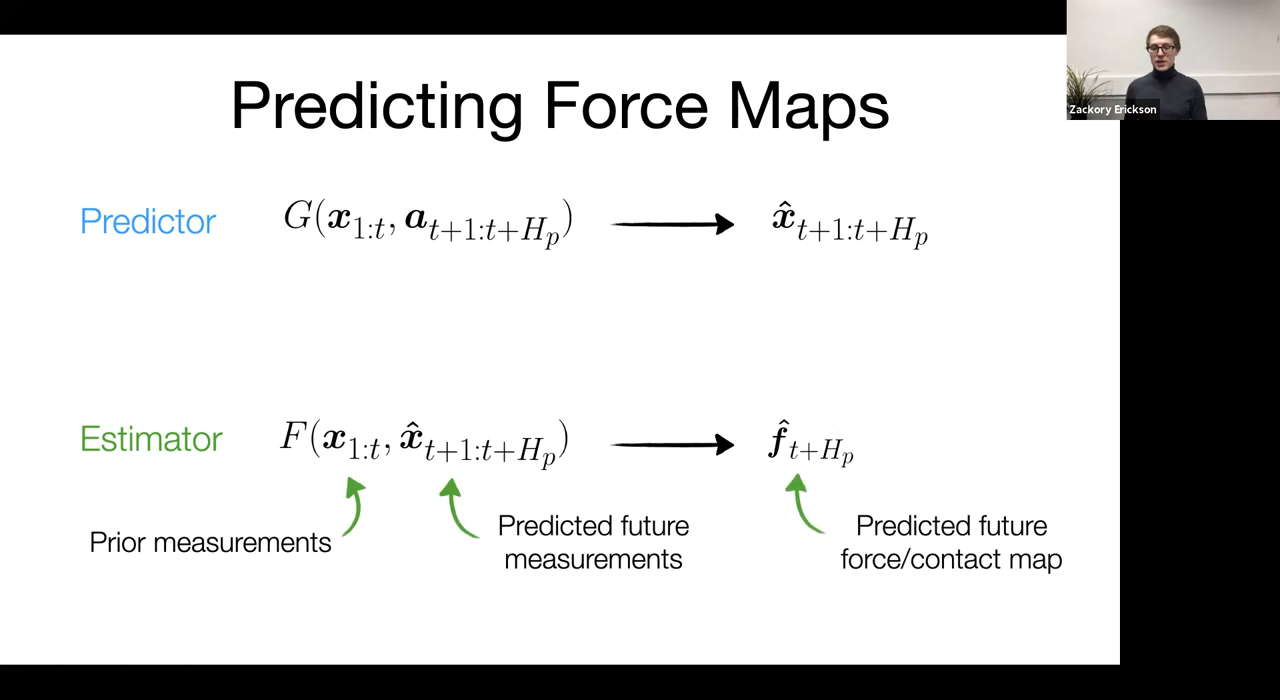 Predicting Force Maps
Zackory Erickson
Predictor G(x_{1:t}, a_{t+1:t+H_p}) → x̂_{t+1:t+H_p}
Estimator F(x_{1:t}, x̂_{t+1:t+H_p}) → f̂_{t+H_p}
Prior measurements
Predicted future
measurements
Predicted future
force/contact map